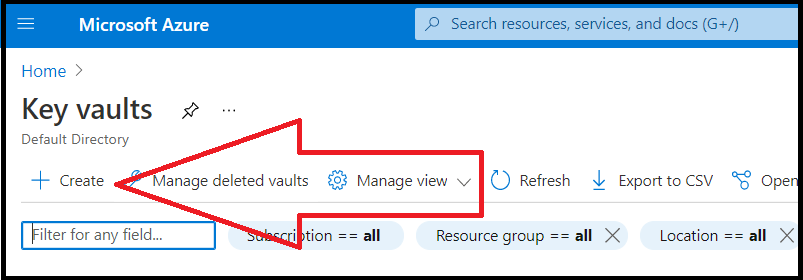 Microsoft Azure
Search resources, services, and docs (G+/)
Home
Key vaults
Default Directory
Create Manage deleted vaults Manage view Refresh Export to CSV Open
Filter for any field... Subscription == all Resource group == all Location == all